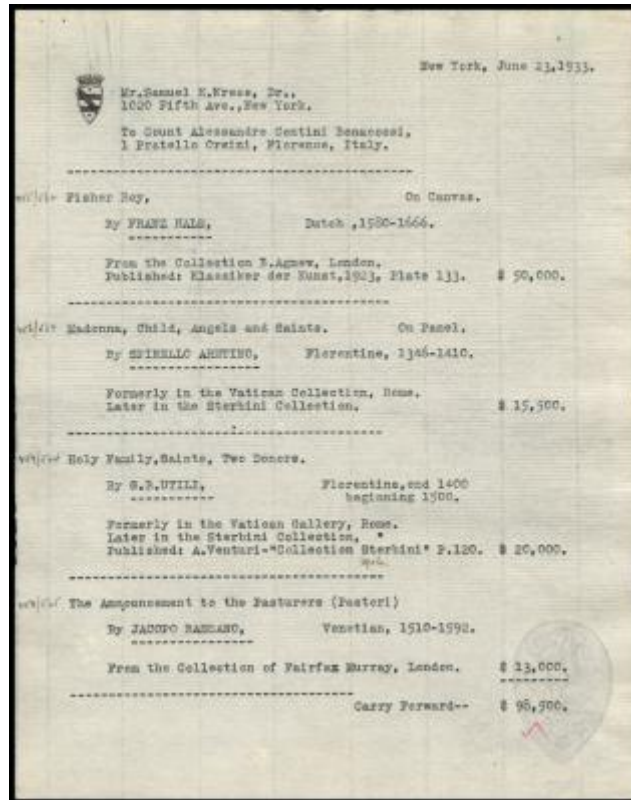 New York, June 23,1933.
Mr.Samuel H.Kress, Dr.,
1020 Fifth Ave.,New York.
To Count Alessandro Contini Bonacossi,
1 Pratello Orsini, Florence, Italy.
Fisher Boy, On Canvas.
By FRANZ HALS, Dutch ,1580-1666.
From the Collection B.Agnew, London.
Published: Klassiker der Kunst,1923, Plate 133. $ 50,000.
Madonna, Child, Angels and Saints. On Panel.
By SPINELLO ARETINO, Florentine, 1346-1410.
Formerly in the Vatican Collection, Rome.
Later in the Sterbini Collection. $ 15,500.
Holy Family,Saints, Two Donors.
By G.B.UTILI, Florentine,end 1400
beginning 1500.
Formerly in the Vatican Gallery, Rome.
Later in the Sterbini Collection, "
Published: A.Venturi-"Collection Sterbini" P.120. $ 20,000.
The Announcement to the Pasturers (Pastori)
By JACOPO BASSANO, Venetian, 1510-1592.
From the Collection of Fairfax Murray, London. $ 13,000.
Carry Forward-- $ 98,500.